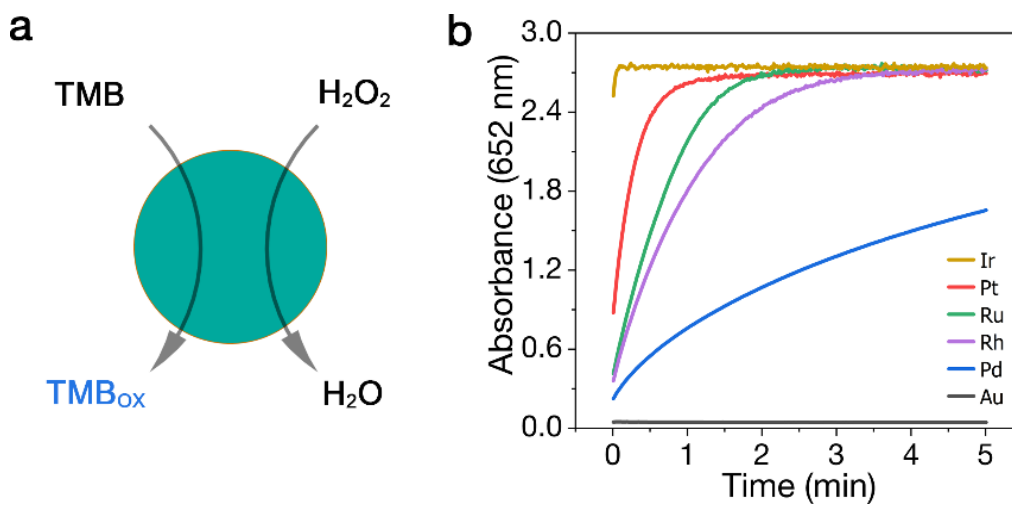 a
TMB
H₂O₂
TMBox
H₂O
b
Absorbance (652 nm)
3.0
2.4
1.8
1.2
0.6
0.0
Ir
Pt
Ru
Rh
Pd
Au
0 1 2 3 4 5
Time (min)